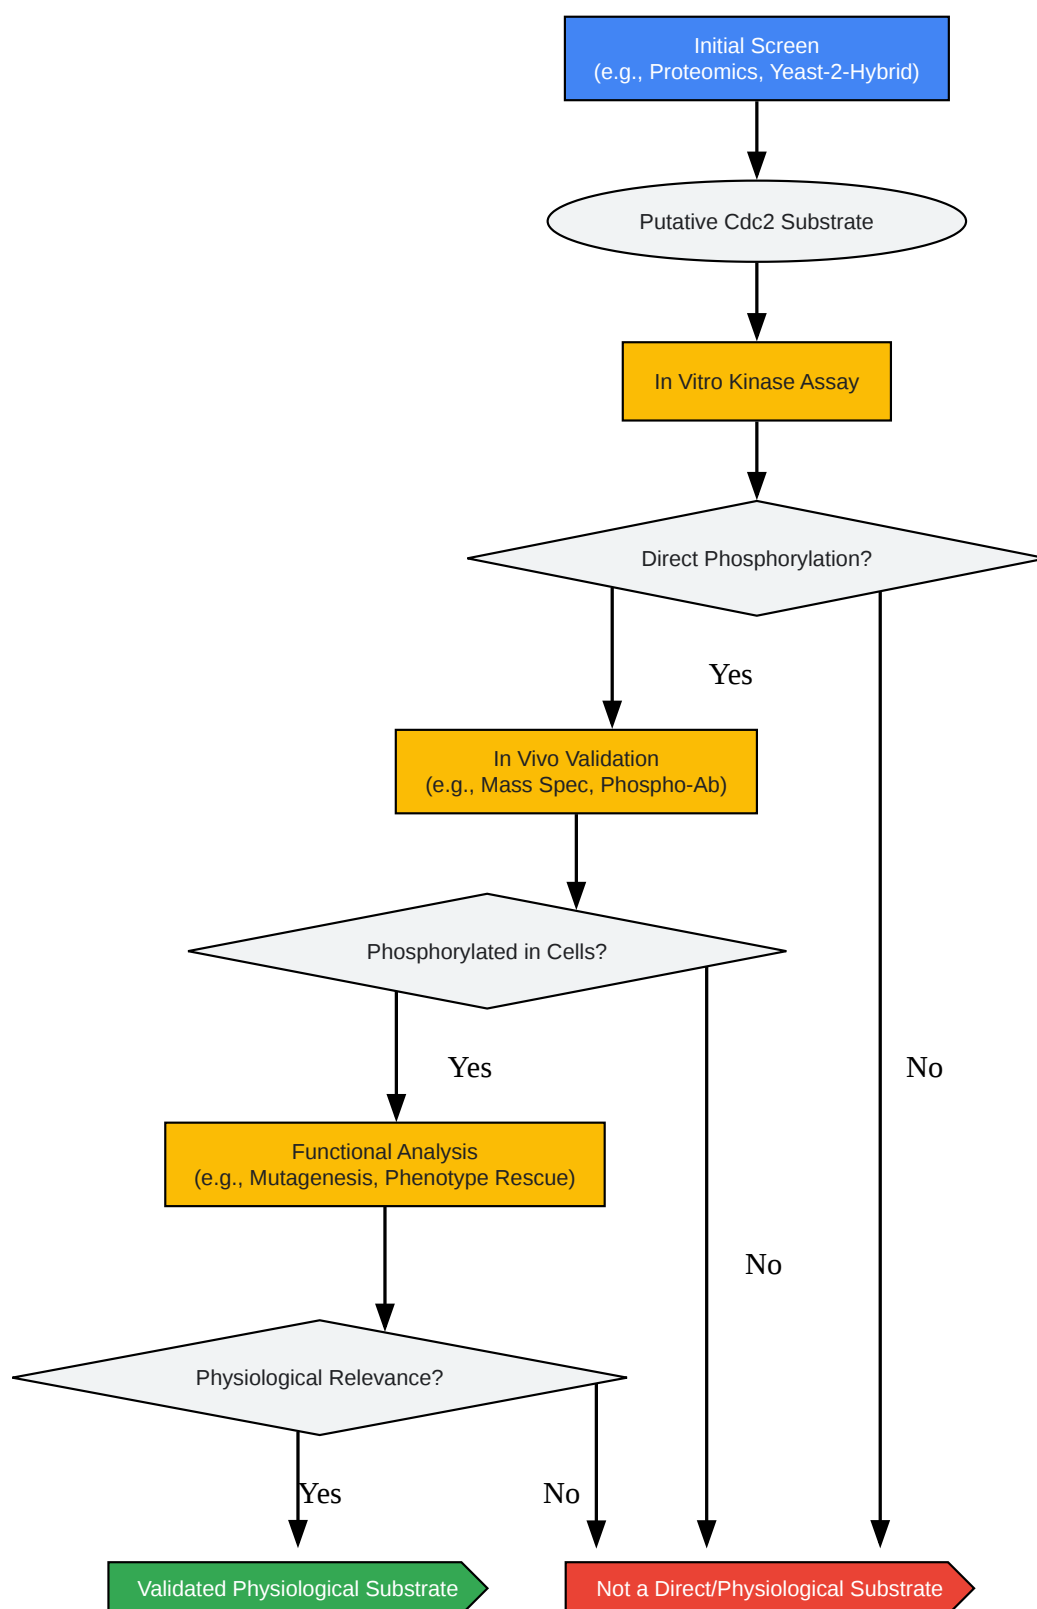 Initial Screen
(e.g., Proteomics, Yeast-2-Hybrid)
Putative Cdc2 Substrate
In Vitro Kinase Assay
Direct Phosphorylation?
Yes
In Vivo Validation
(e.g., Mass Spec, Phospho-Ab)
Phosphorylated in Cells?
Yes
No
Functional Analysis
(e.g., Mutagenesis, Phenotype Rescue)
No
Physiological Relevance?
Yes
No
Validated Physiological Substrate
Not a Direct/Physiological Substrate